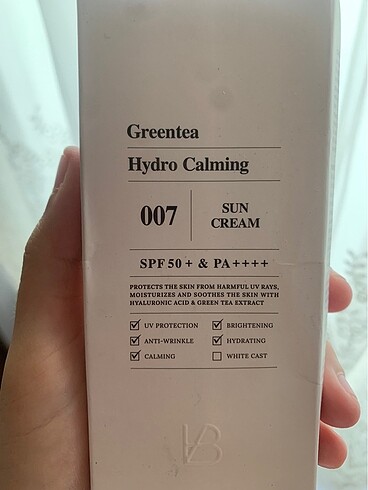 Greentea
Hydro Calming
007
SUN
CREAM
SPF 50+ & PA++++
PROTECTS THE SKIN FROM HARMFUL UV RAYS,
MOISTURIZES AND SOOTHES THE SKIN WITH
HYALURONIC ACID & GREEN TEA EXTRACT
UV PROTECTION
BRIGHTENING
ANTI-WRINKLE
HYDRATING
CALMING
WHITE CAST